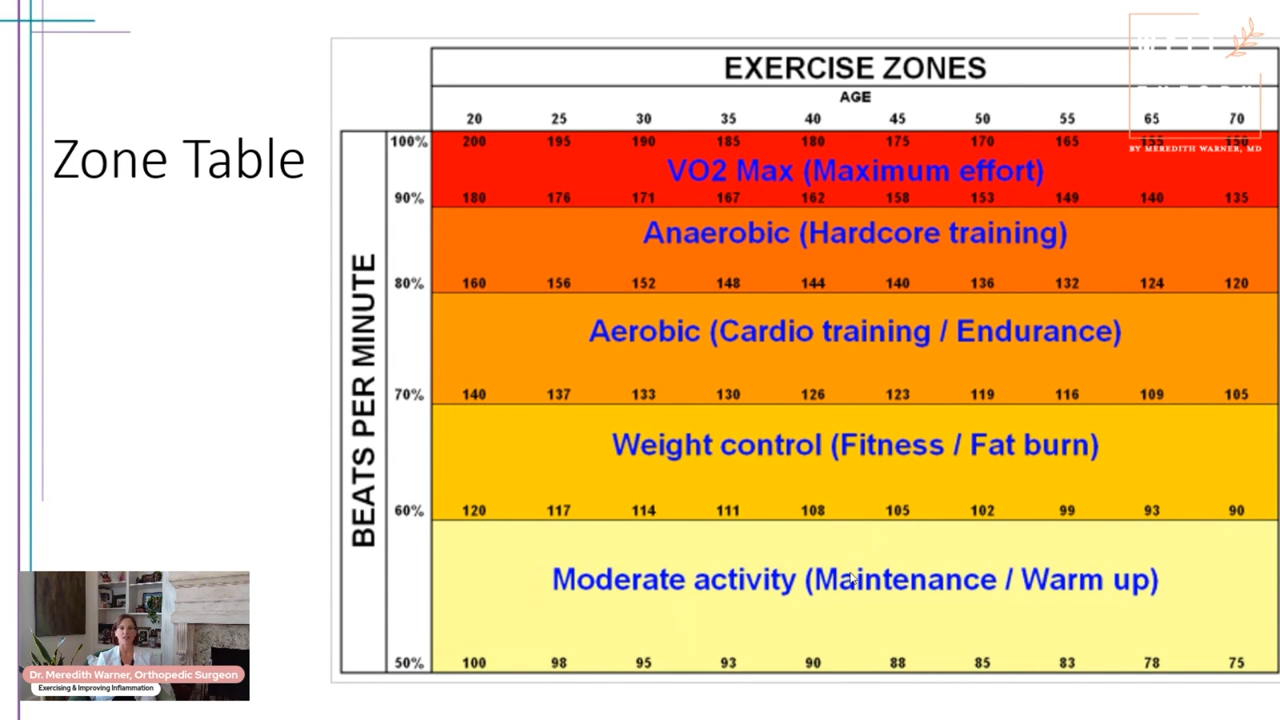 Zone Table
EXERCISE ZONES
AGE
20 25 30 35 40 45 50 55 65 70
BEATS PER MINUTE
100% 200 195 190 185 180 175 170 165 155 150
VO2 Max (Maximum effort)
90% 180 176 171 167 162 158 153 149 140 135
Anaerobic (Hardcore training)
80% 160 156 152 148 144 140 136 132 124 120
Aerobic (Cardio training / Endurance)
70% 140 137 133 130 126 123 119 116 109 105
Weight control (Fitness / Fat burn)
60% 120 117 114 111 108 105 102 99 93 90
Moderate activity (Maintenance / Warm up)
50% 100 98 95 93 90 88 85 83 78 75
BY MEREDITH WARNER, MD
Dr. Meredith Warner, Orthopedic Surgeon
Exercising & Improving Inflammation